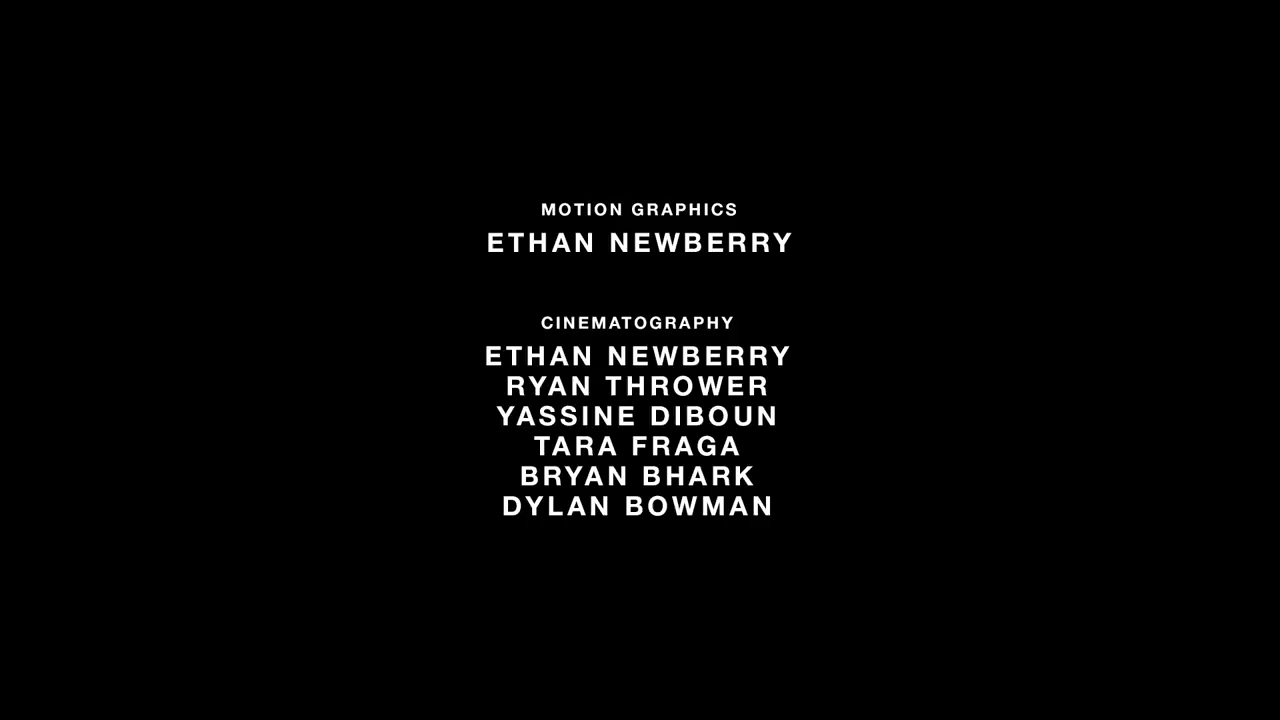 MOTION GRAPHICS
ETHAN NEWBERRY
CINEMATOGRAPHY
ETHAN NEWBERRY
RYAN THROWER
YASSINE DIBOUN
TARA FRAGA
BRYAN BHARK
DYLAN BOWMAN